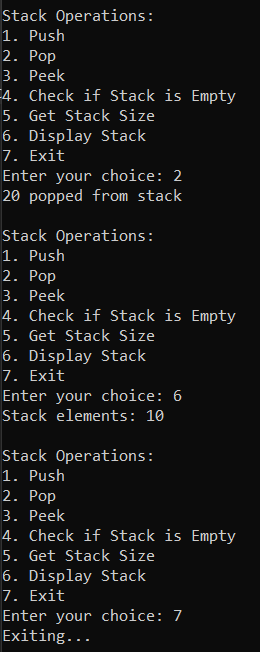 Stack Operations:
1. Push
2. Pop
3. Peek
4. Check if Stack is Empty
5. Get Stack Size
6. Display Stack
7. Exit
Enter your choice: 2
20 popped from stack

Stack Operations:
1. Push
2. Pop
3. Peek
4. Check if Stack is Empty
5. Get Stack Size
6. Display Stack
7. Exit
Enter your choice: 6
Stack elements: 10

Stack Operations:
1. Push
2. Pop
3. Peek
4. Check if Stack is Empty
5. Get Stack Size
6. Display Stack
7. Exit
Enter your choice: 7
Exiting...